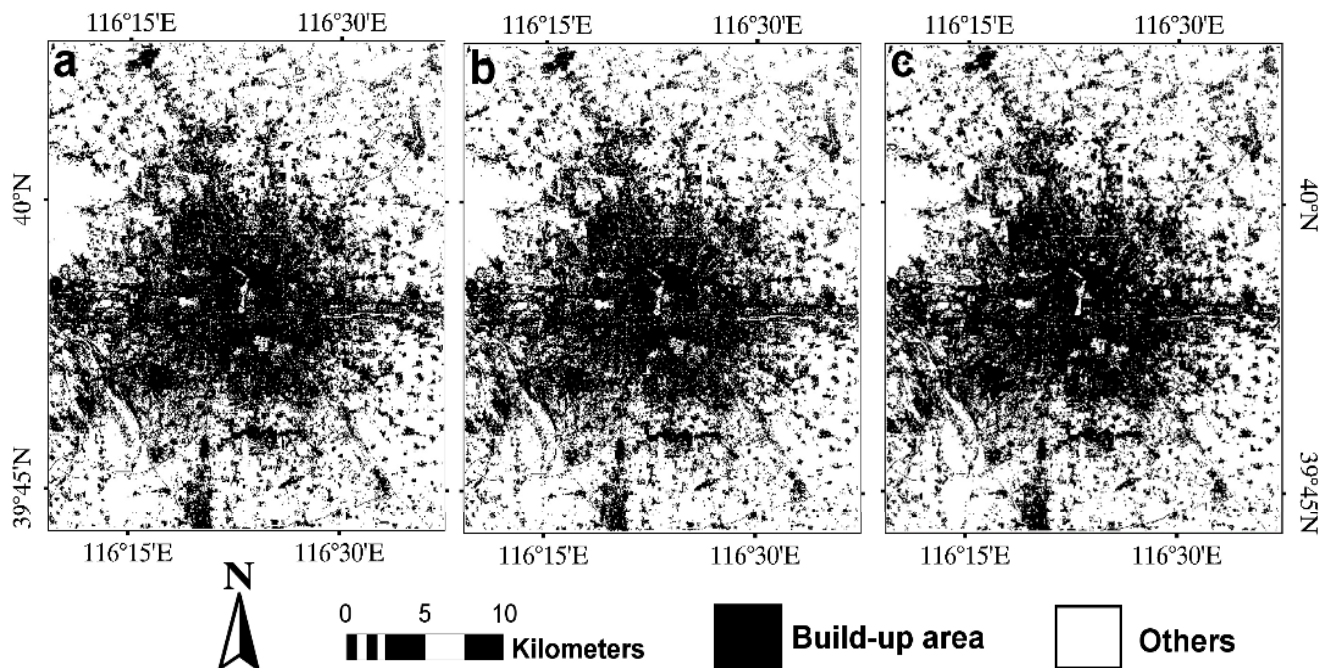 116°15'E 116°30'E 116°15'E 116°30'E 116°15'E 116°30'E
a b c
40°N 40°N
39°45'N 39°45'N
116°15'E 116°30'E 116°15'E 116°30'E 116°15'E 116°30'E
N
0 5 10
Kilometers Build-up area Others